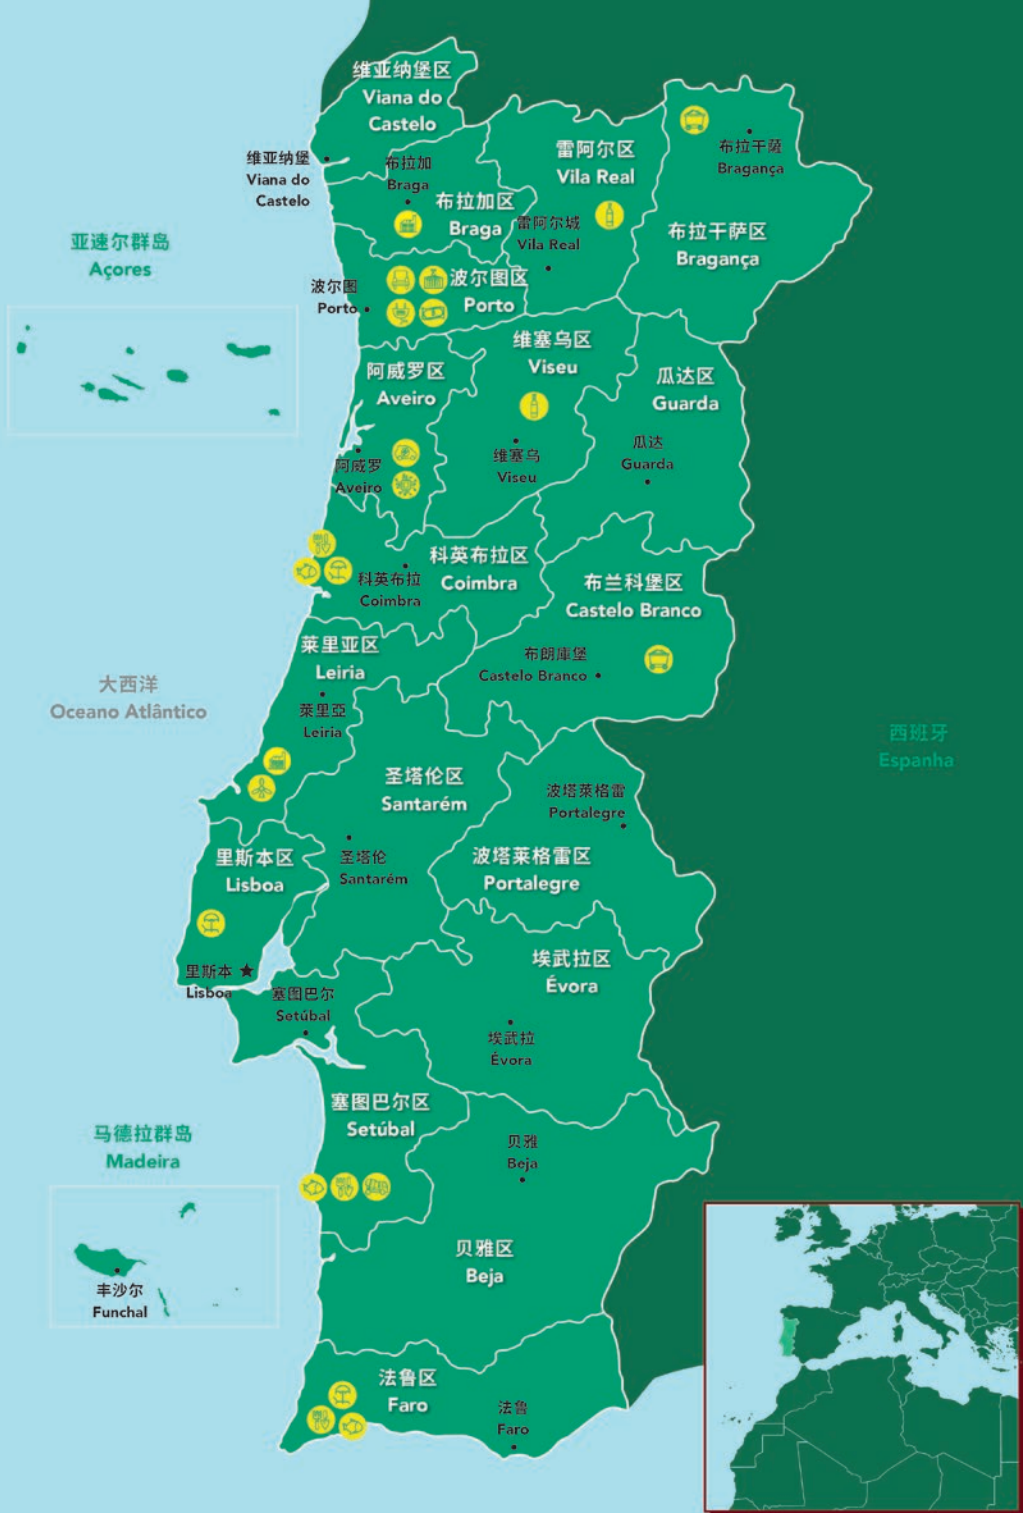 维亚纳堡区
Viana do
Castelo
维亚纳堡
Viana do
Castelo
布拉加
Braga
布拉加区
Braga
雷阿尔区
Vila Real
雷阿尔城
Vila Real
布拉干萨
Bragança
布拉干萨区
Bragança
亚速尔群岛
Açores
波尔图
Porto
波尔图区
Porto
阿威罗区
Aveiro
维塞乌区
Viseu
瓜达区
Guarda
瓜达
Guarda
阿威罗
Aveiro
维塞乌
Viseu
科英布拉区
Coimbra
科英布拉
Coimbra
布兰科堡区
Castelo Branco
布朗庫堡
Castelo Branco
莱里亚区
Leiria
萊里亞
Leiria
大西洋
Oceano Atlântico
西班牙
Espanha
圣塔伦区
Santarém
圣塔伦
Santarém
波塔莱格雷
Portalegre
波塔莱格雷区
Portalegre
里斯本区
Lisboa
里斯本
Lisboa
塞图巴尔
Setúbal
埃武拉区
Évora
埃武拉
Évora
塞图巴尔区
Setúbal
贝雅
Beja
贝雅区
Beja
马德拉群岛
Madeira
丰沙尔
Funchal
法鲁区
Faro
法鲁
Faro